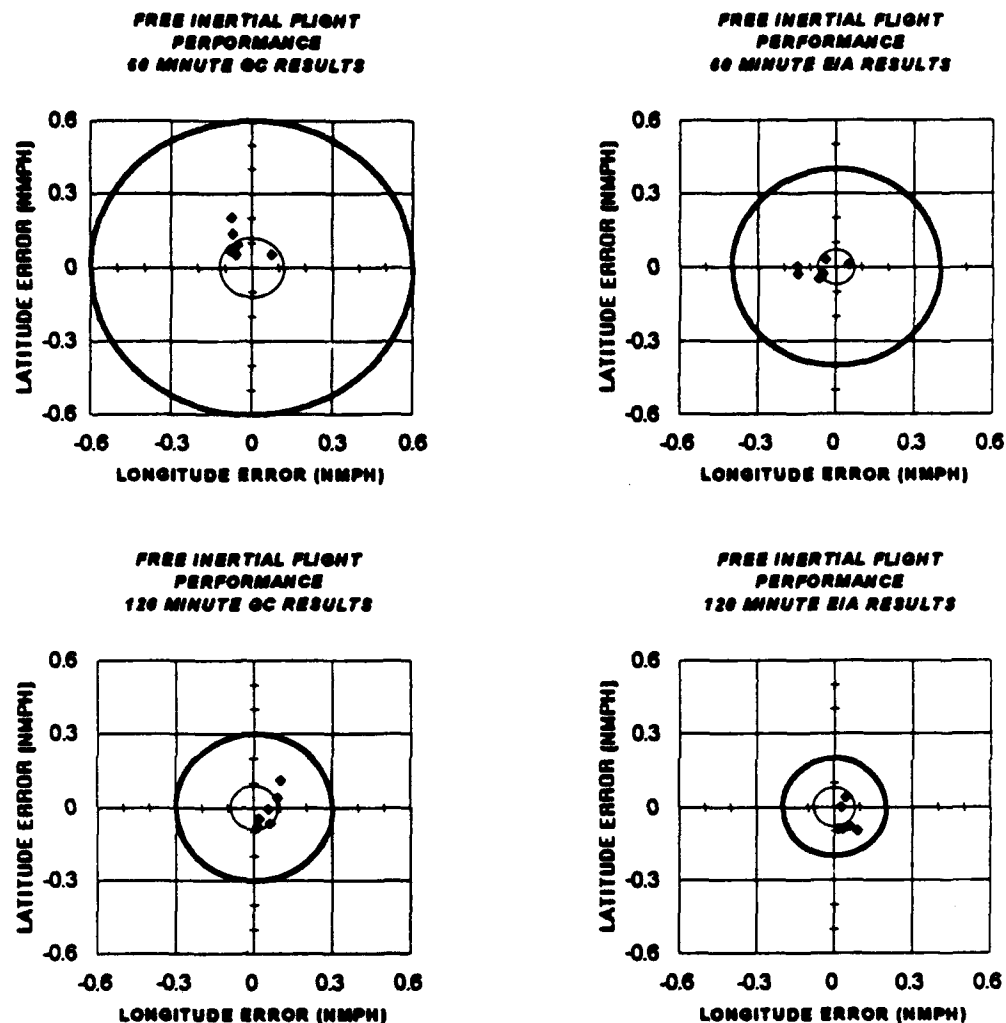 FREE INERTIAL FLIGHT
PERFORMANCE
60 MINUTE GC RESULTS
LATITUDE ERROR (NMPH)
0.6
0.3
0
-0.3
-0.6
-0.6
-0.3
0
0.3
0.6
LONGITUDE ERROR (NMPH)
FREE INERTIAL FLIGHT
PERFORMANCE
60 MINUTE EIA RESULTS
LATITUDE ERROR (NMPH)
0.6
0.3
0
-0.3
-0.6
-0.6
-0.3
0
0.3
0.6
LONGITUDE ERROR (NMPH)
FREE INERTIAL FLIGHT
PERFORMANCE
120 MINUTE GC RESULTS
LATITUDE ERROR (NMPH)
0.6
0.3
0
-0.3
-0.6
-0.6
-0.3
0
0.3
0.6
LONGITUDE ERROR (NMPH)
FREE INERTIAL FLIGHT
PERFORMANCE
120 MINUTE EIA RESULTS
LATITUDE ERROR (NMPH)
0.6
0.3
0
-0.3
-0.6
-0.6
-0.3
0
0.3
0.6
LONGITUDE ERROR (NMPH)